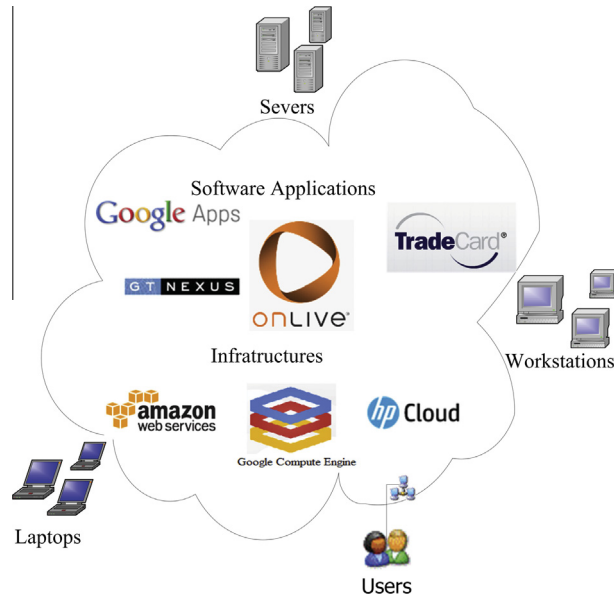 Severs
Software Applications
Google Apps
TradeCard®
GT NEXUS
onLIVE®
Infratructures
Workstations
amazon
web services
hp Cloud
Google Compute Engine
Laptops
Users